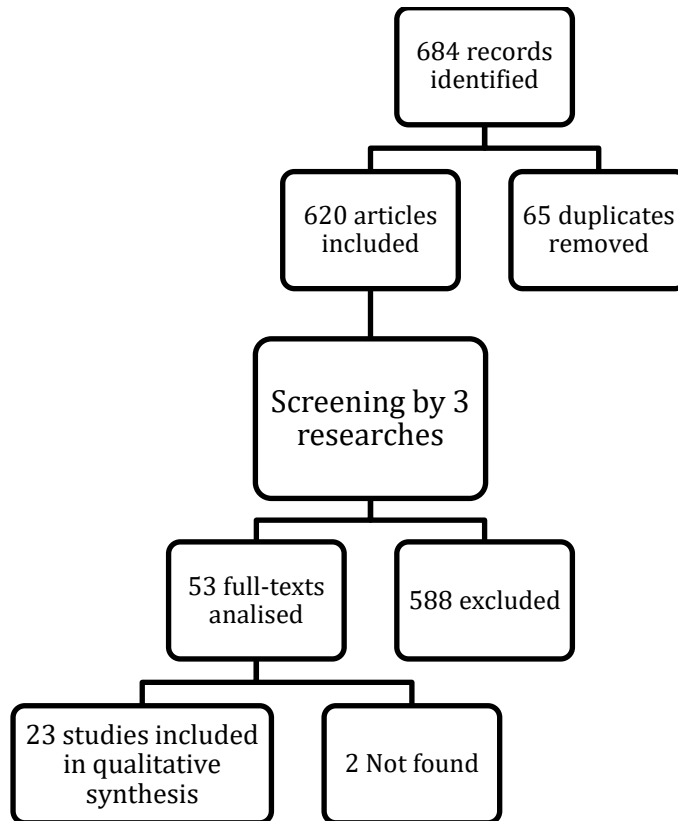 684 records
identified
620 articles
included
65 duplicates
removed
Screening by 3
researches
53 full-texts
analised
588 excluded
23 studies included
in qualitative
synthesis
2 Not found